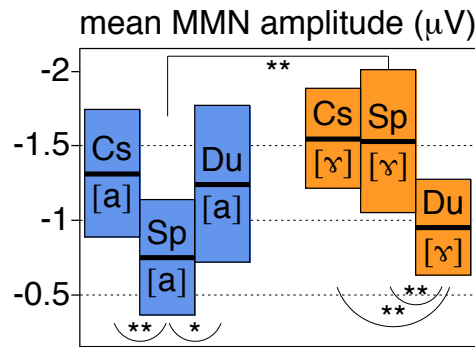 mean MMN amplitude (μV)
-2
**
Cs Sp
-1.5
Cs Du [ɤ] [ɤ]
[a] [a]
-1
Sp Du
[a] [ɤ]
-0.5
** * ** **